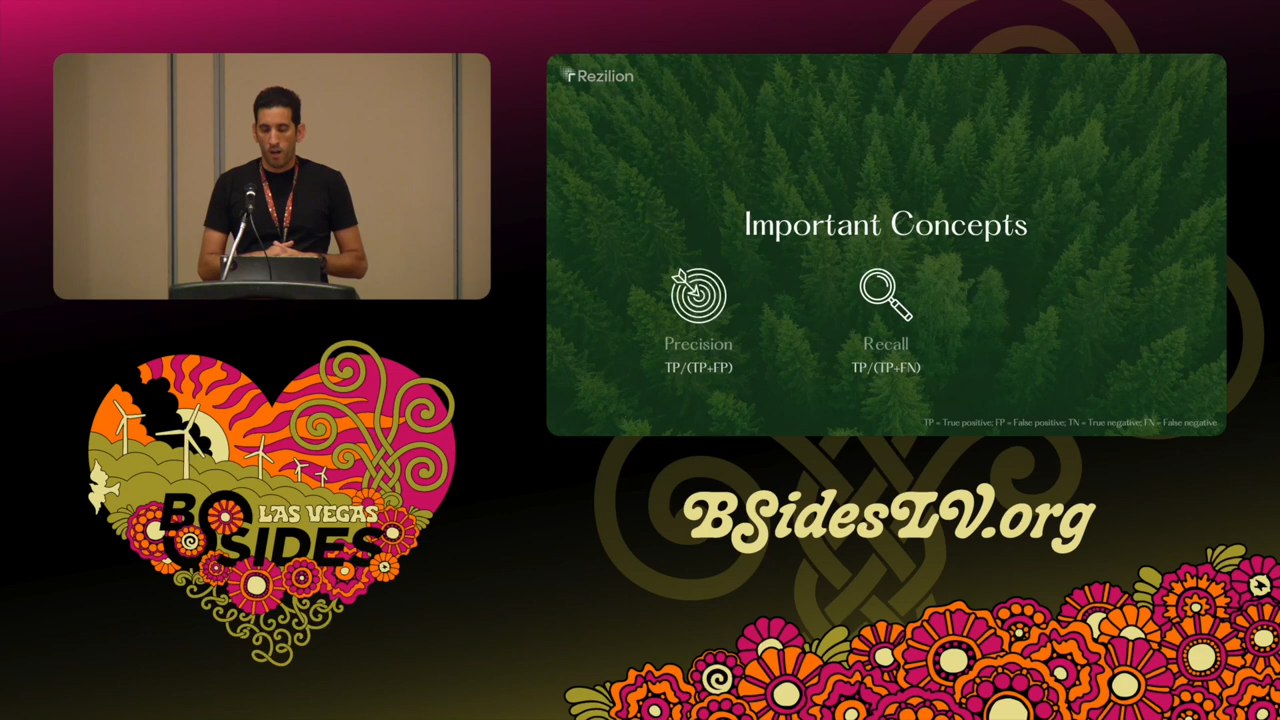 rRezilion
Important Concepts
Precision
Recall
TP/(TP+FP)
TP/(TP+FN)
TP = True positive; FP = False positive; TN = True negative; FN = False negative
BSIDES
LAS VEGAS
BSidesLV.org